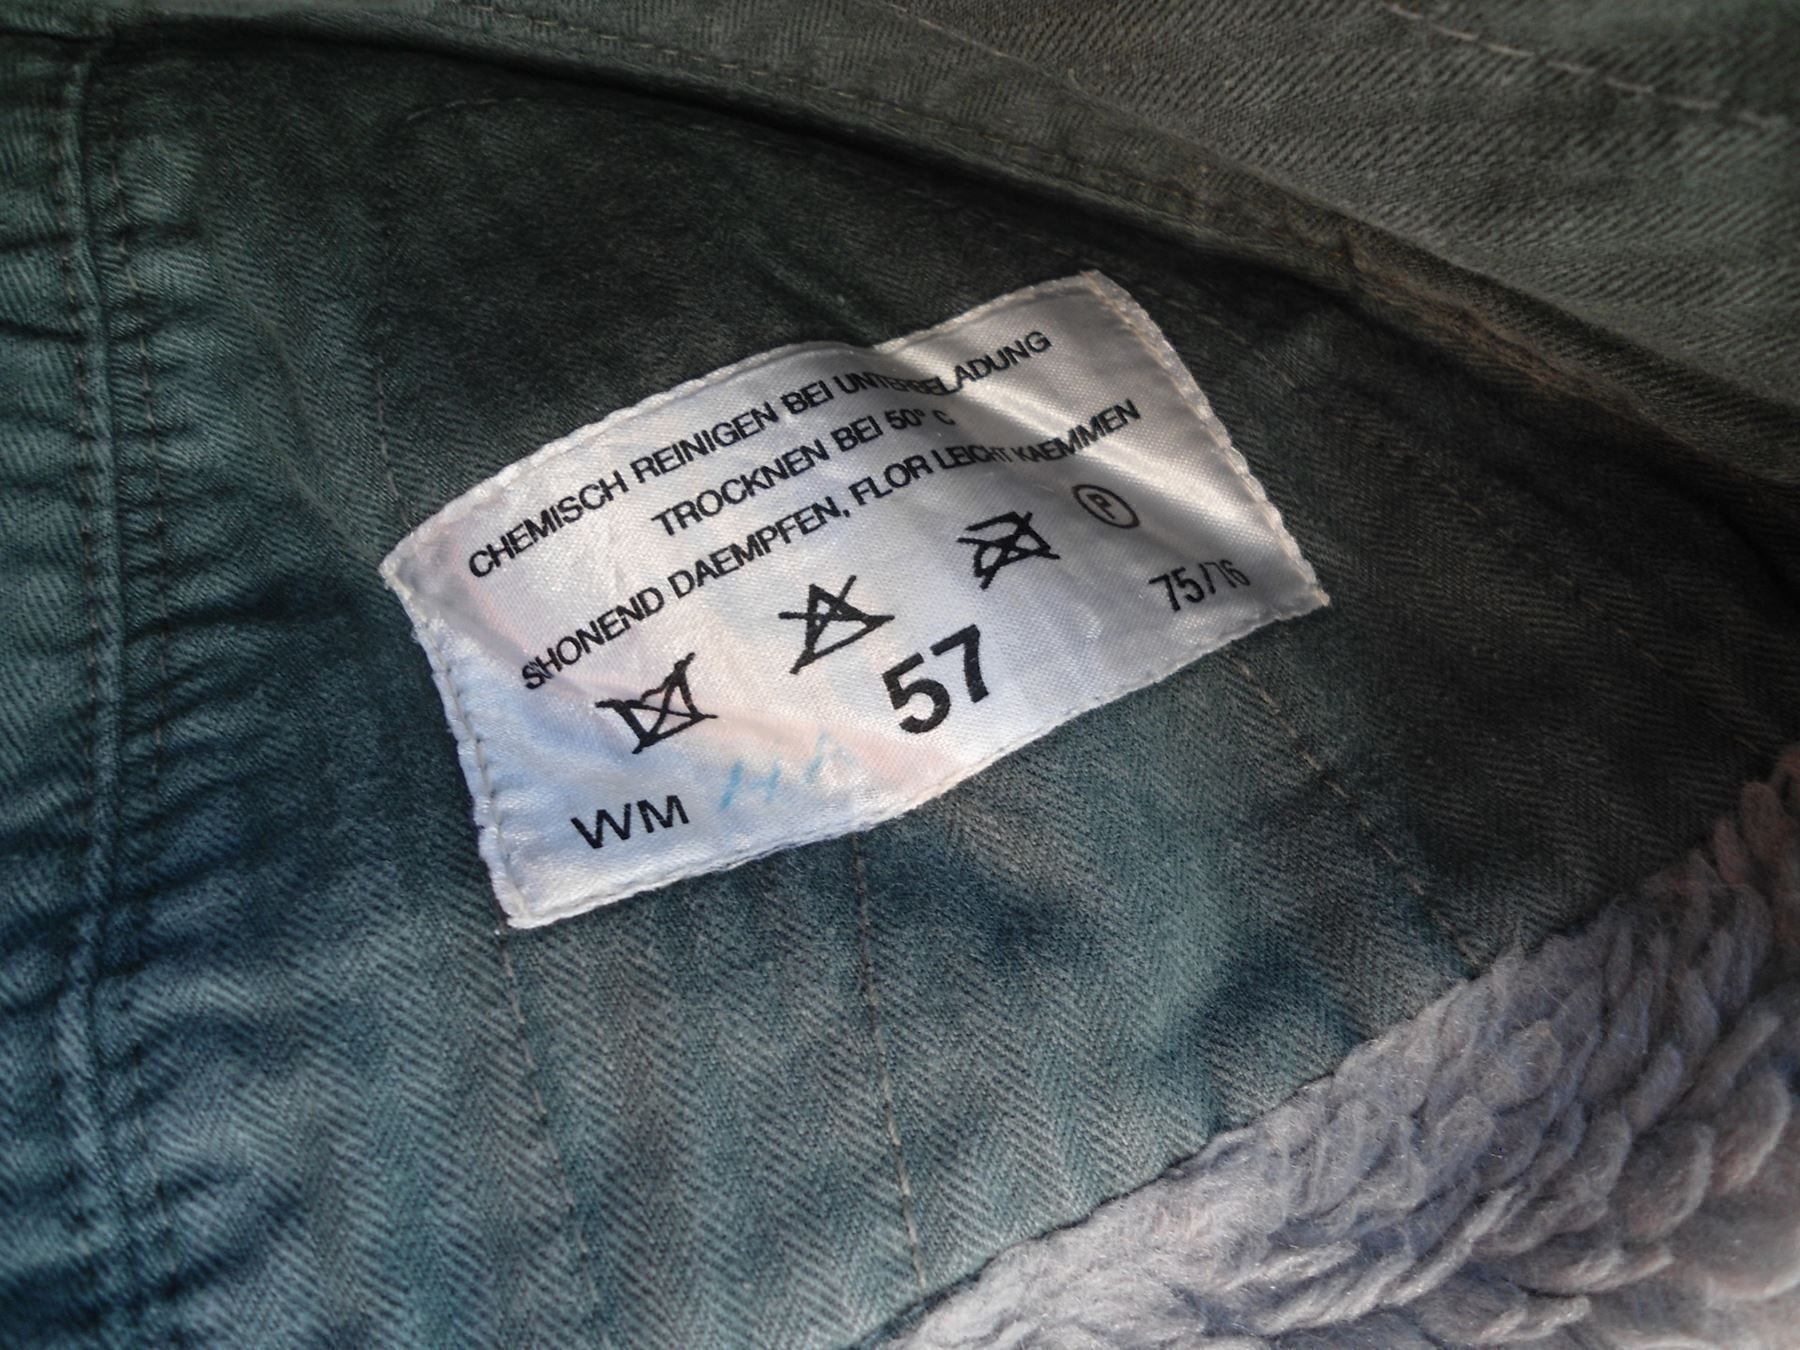 CHEMISCH REINIGEN BEI UNTERBELADUNG
TROCKNEN BEI 50° C
SHONEND DAEMPFEN, FLOR LEICHT KAEMMEN
P
57
75/76
WM